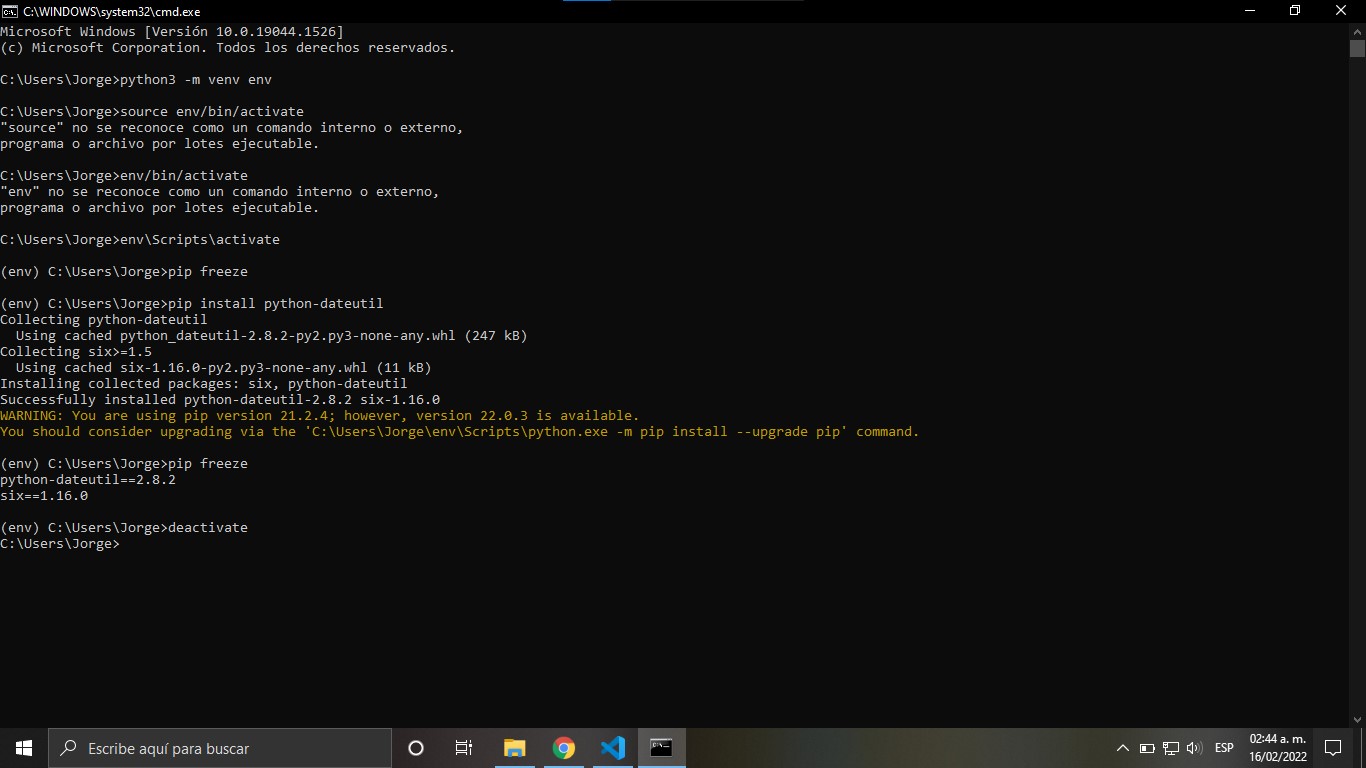 C:\WINDOWS\system32\cmd.exe
Microsoft Windows [Versión 10.0.19044.1526]
(c) Microsoft Corporation. Todos los derechos reservados.
C:\Users\Jorge>python3 -m venv env
C:\Users\Jorge>source env/bin/activate
"source" no se reconoce como un comando interno o externo,
programa o archivo por lotes ejecutable.
C:\Users\Jorge>env/bin/activate
"env" no se reconoce como un comando interno o externo,
programa o archivo por lotes ejecutable.
C:\Users\Jorge>env\Scripts\activate
(env) C:\Users\Jorge>pip freeze
(env) C:\Users\Jorge>pip install python-dateutil
Collecting python-dateutil
  Using cached python_dateutil-2.8.2-py2.py3-none-any.whl (247 kB)
Collecting six>=1.5
  Using cached six-1.16.0-py2.py3-none-any.whl (11 kB)
Installing collected packages: six, python-dateutil
Successfully installed python-dateutil-2.8.2 six-1.16.0
WARNING: You are using pip version 21.2.4; however, version 22.0.3 is available.
You should consider upgrading via the 'C:\Users\Jorge\env\Scripts\python.exe -m pip install --upgrade pip' command.
(env) C:\Users\Jorge>pip freeze
python-dateutil==2.8.2
six==1.16.0
(env) C:\Users\Jorge>deactivate
C:\Users\Jorge>
Escribe aquí para buscar
ESP
02:44 a. m.
16/02/2022